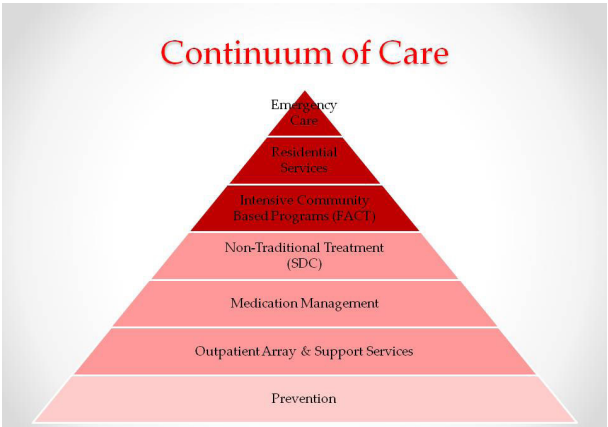 Continuum of Care
Emergency
Care
Residential
Services
Intensive Community
Based Programs (FACT)
Non-Traditional Treatment
(SDC)
Medication Management
Outpatient Array & Support Services
Prevention